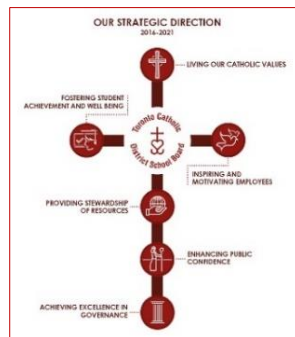 OUR STRATEGIC DIRECTION
2016-2021
LIVING OUR CATHOLIC VALUES
FOSTERING STUDENT
ACHIEVEMENT AND WELL BEING
Toronto Catholic
District School Board
INSPIRING AND
MOTIVATING EMPLOYEES
PROVIDING STEWARDSHIP
OF RESOURCES
ENHANCING PUBLIC
CONFIDENCE
ACHIEVING EXCELLENCE IN
GOVERNANCE